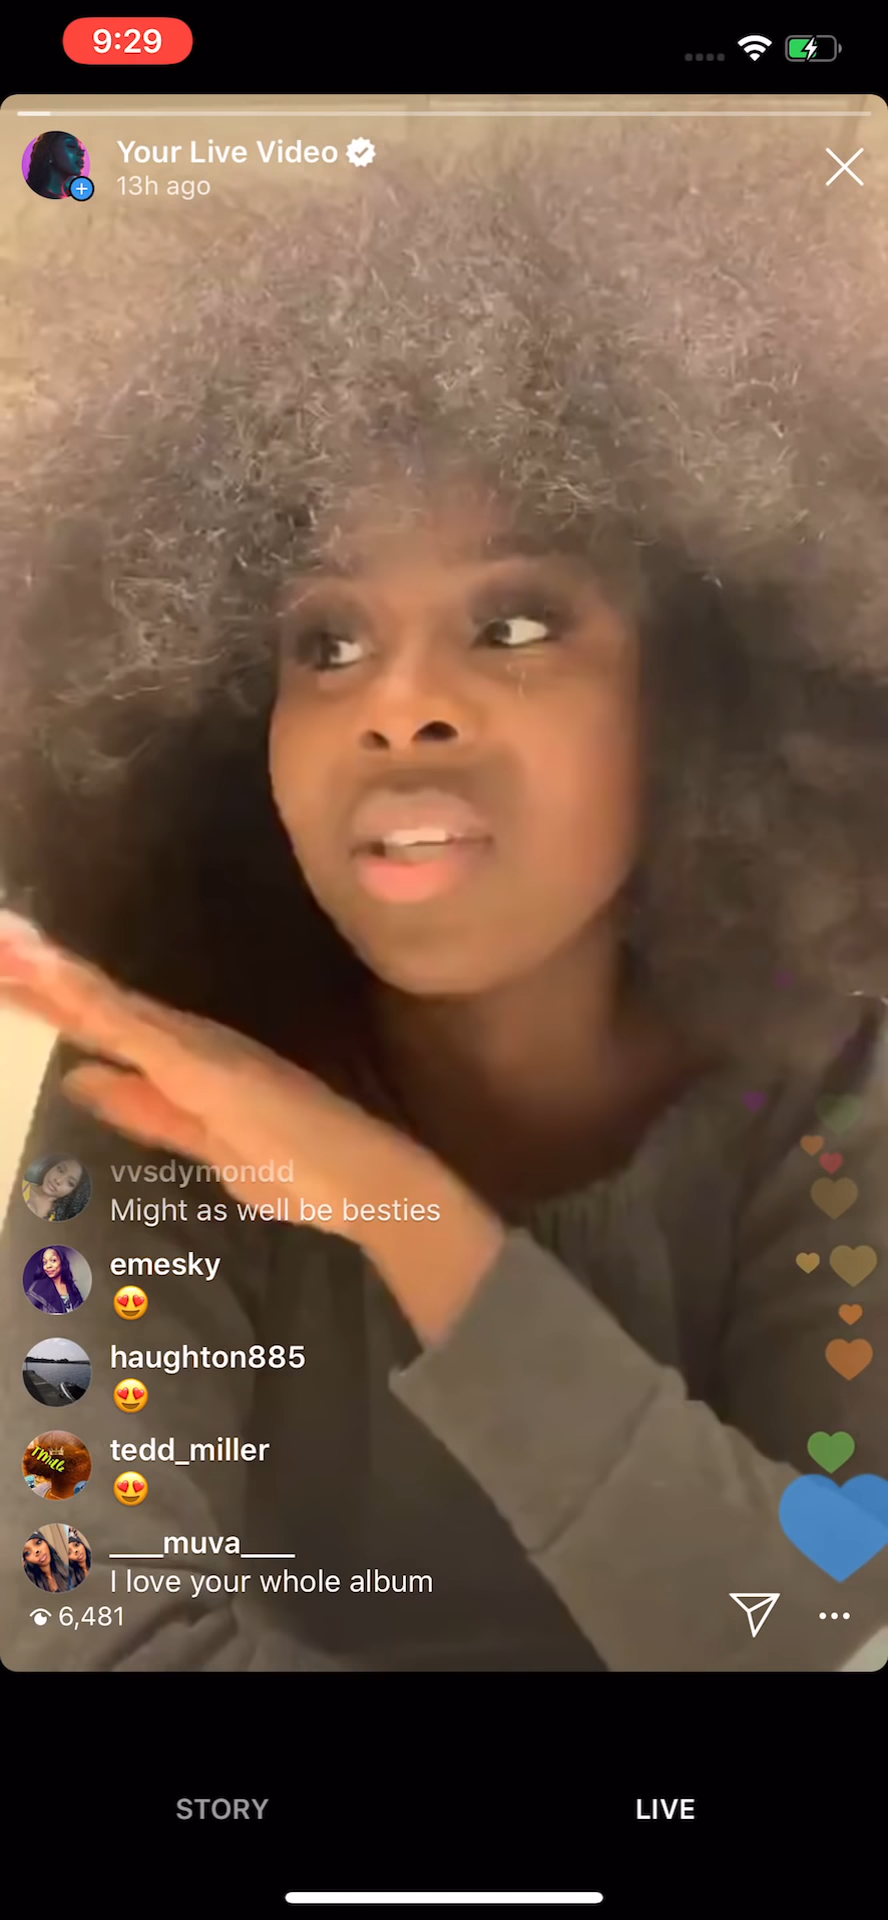 9:29
Your Live Video
13h ago
vvsdymondd
Might as well be besties
emesky
😍
haughton885
😍
tedd_miller
😍
___muva___
I love your whole album
6,481
STORY
LIVE